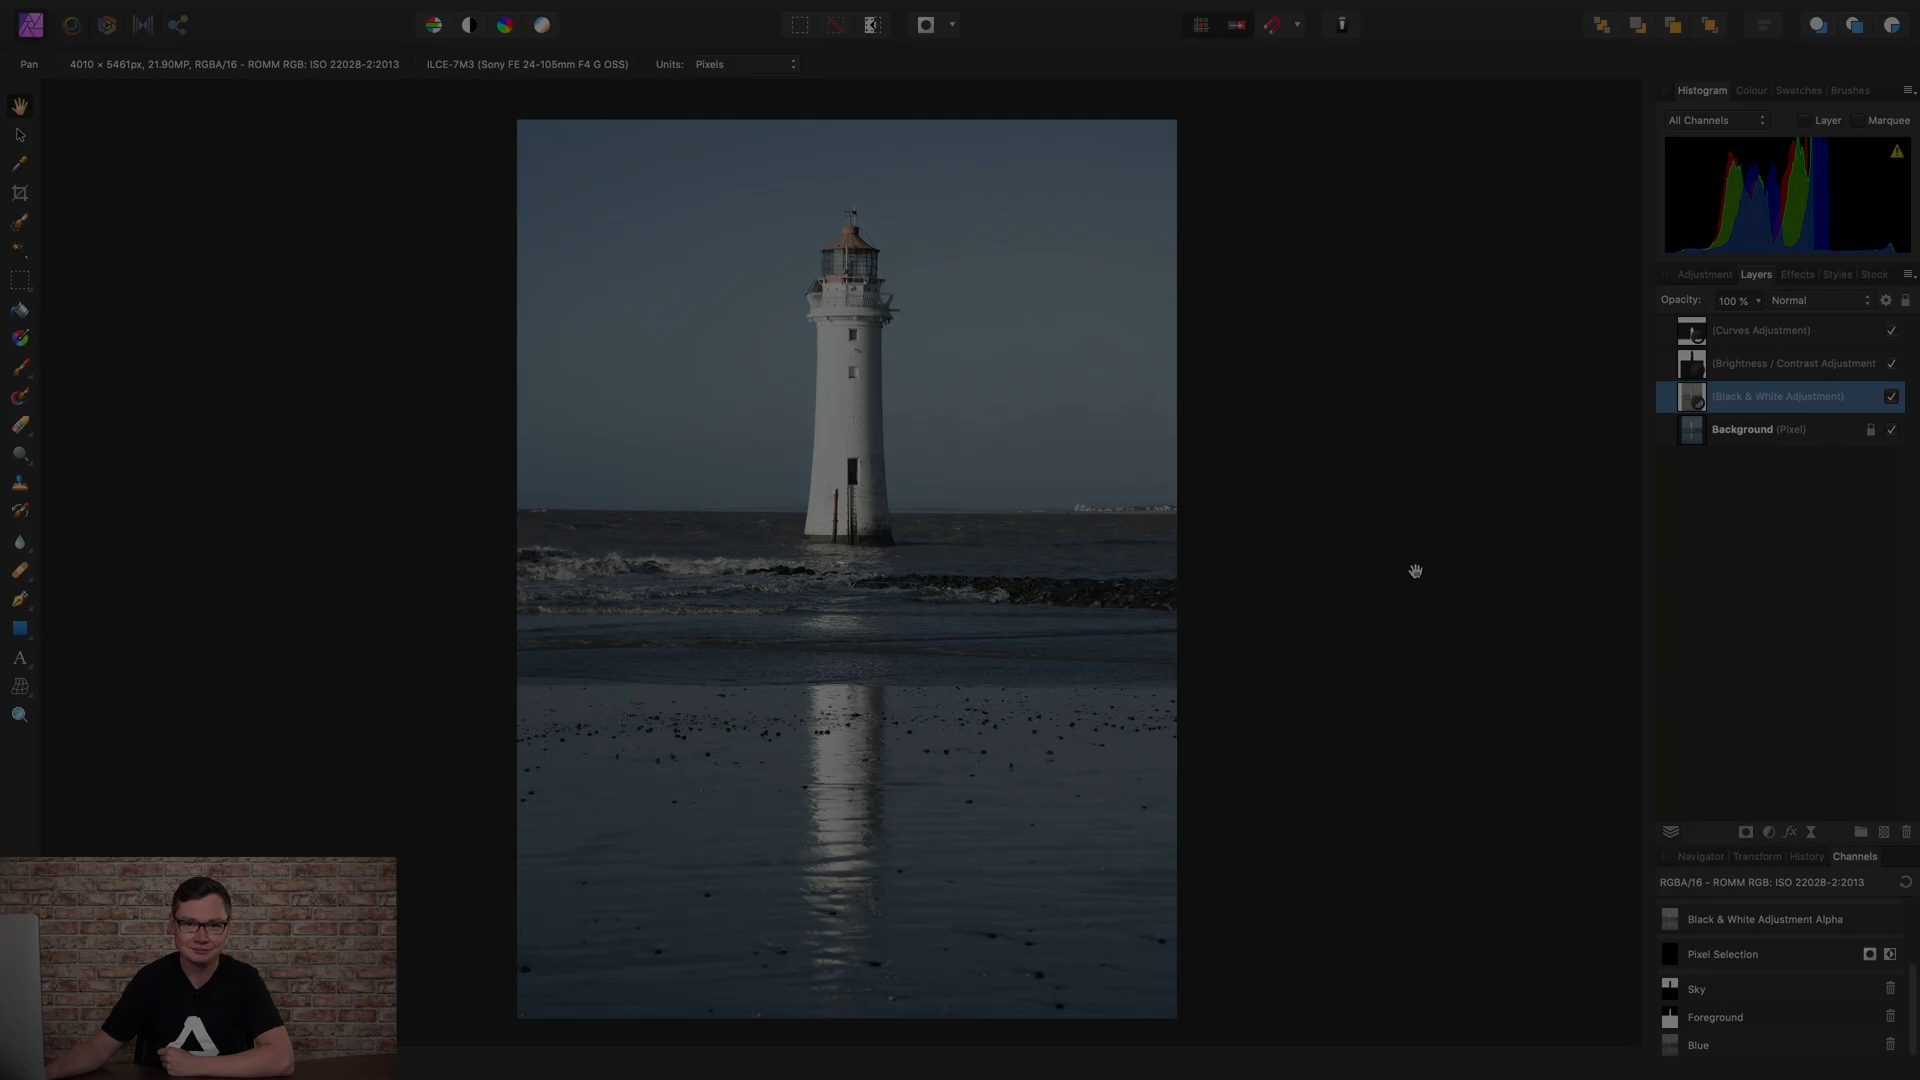 Pan 4010 × 5461px, 21.90MP, RGBA/16 - ROMM RGB: ISO 22028-2:2013 ILCE-7M3 (Sony FE 24-105mm F4 G OSS) Units: Pixels
Histogram Colour Swatches Brushes
All Channels Layer Marquee
Adjustment Layers Effects Styles Stock
Opacity: 100 % Normal
(Curves Adjustment)
(Brightness / Contrast Adjustment
(Black & White Adjustment)
Background (Pixel)
Navigator Transform History Channels
RGBA/16 - ROMM RGB: ISO 22028-2:2013
Black & White Adjustment Alpha
Pixel Selection
Sky
Foreground
Blue